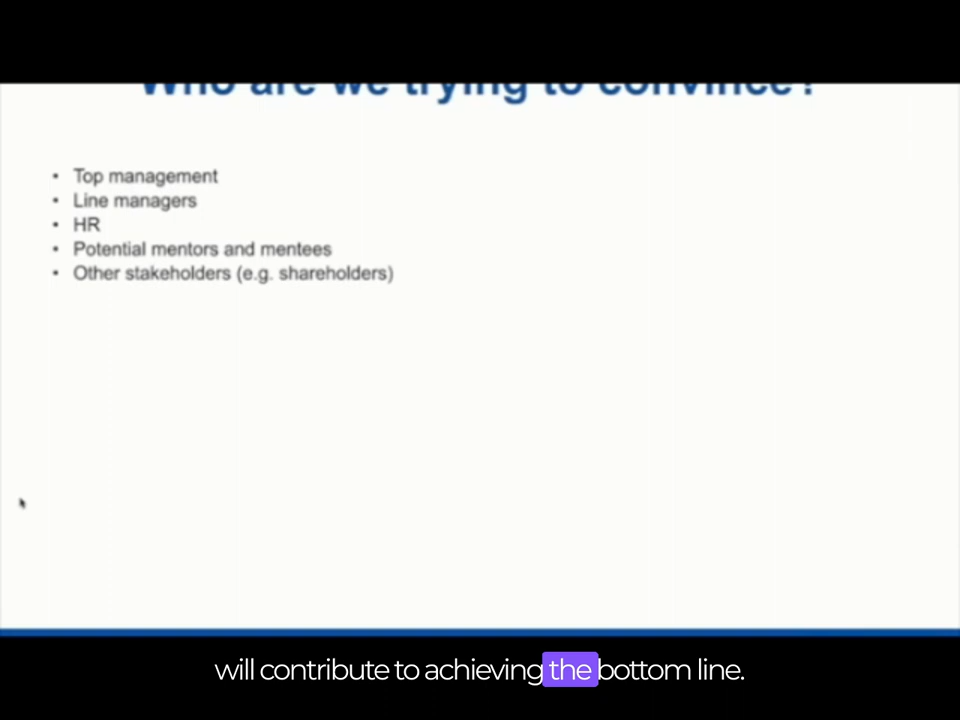 Who are we trying to convince?
• Top management
• Line managers
• HR
• Potential mentors and mentees
• Other stakeholders (e.g. shareholders)
will contribute to achieving the bottom line.